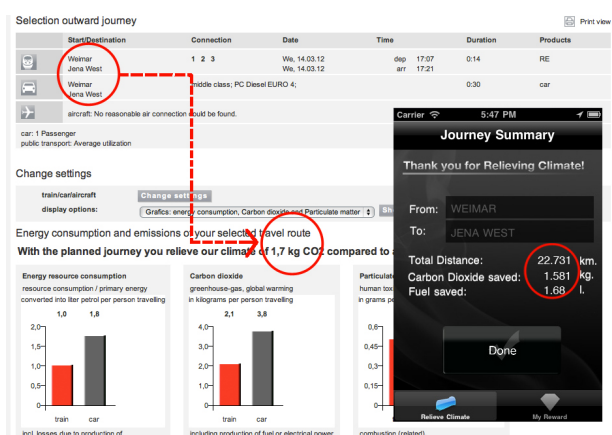 Selection outward journey
Print view
Start/Destination Connection Date Time Duration Products
Weimar 1 2 3 We, 14.03.12 dep 17:07 0:14 RE
Jena West We, 14.03.12 arr 17:21
Weimar middle class; PC Diesel EURO 4; 0:30 car
Jena West
aircraft: No reasonable air connection could be found.
car: 1 Passenger
public transport: Average utilization
Change settings
train/car/aircraft Change settings
display options: Grafics: energy consumption, Carbon dioxide and Particulate matter
Energy consumption and emissions of your selected travel route
With the planned journey you relieve our climate of 1,7 kg CO2 compared to
Energy resource consumption
resource consumption / primary energy
converted into liter petrol per person travelling
1,0 1,8
2,0
1,5
1,0
0,5
0
train car
incl. losses due to production of
Carbon dioxide
greenhouse-gas, global warming
in kilograms per person travelling
2,1 3,8
4,0
3,0
2,0
1,0
0
train car
including production of fuel or electrical power
Particulate
human tox
in grams pe
0,6
0,45
0,3
0,15
0
combustion (related)
Carrier 5:47 PM
Journey Summary
Thank you for Relieving Climate!
From: WEIMAR
To: JENA WEST
Total Distance: 22.731 km.
Carbon Dioxide saved: 1.581 kg.
Fuel saved: 1.68 l.
Done
Relieve Climate My Reward